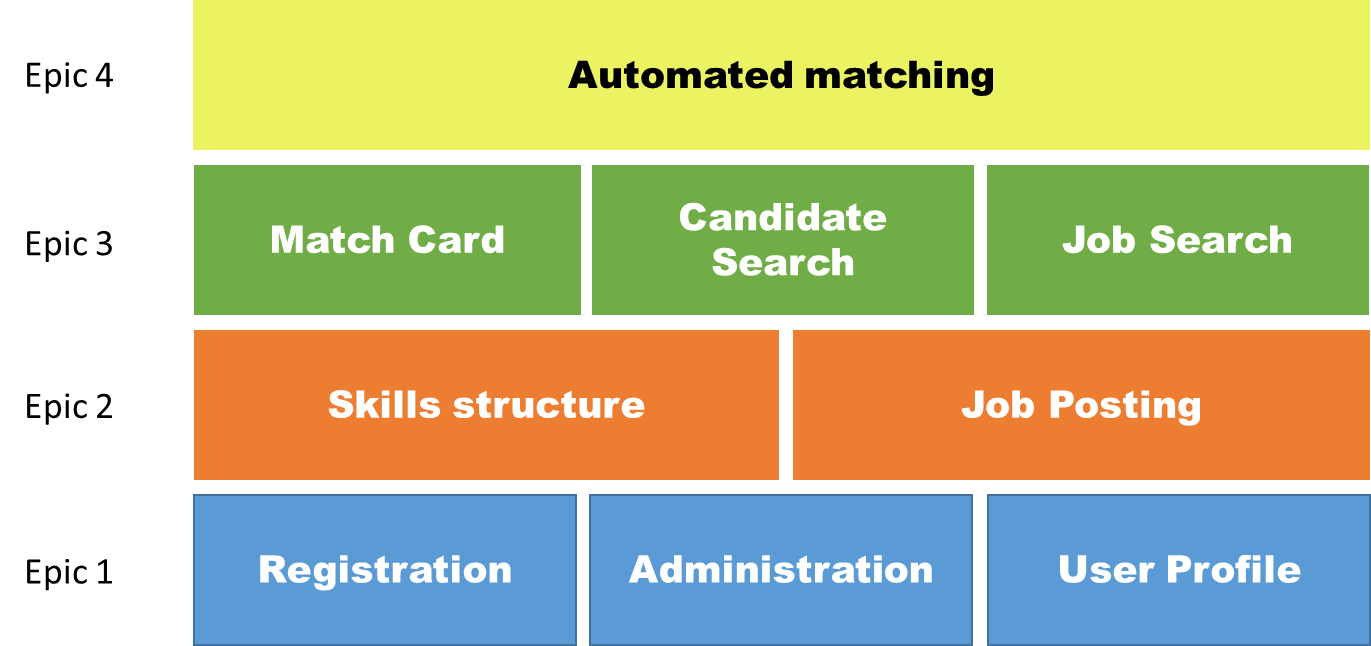 Epic 4
Automated matching
Epic 3
Match Card
Candidate
Search
Job Search
Epic 2
Skills structure
Job Posting
Epic 1
Registration
Administration
User Profile